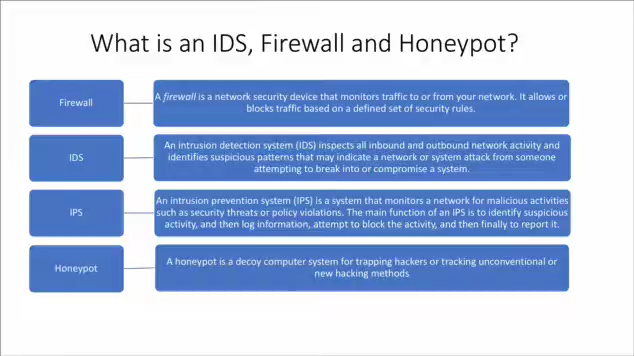 What is an IDS, Firewall and Honeypot?
Firewall
A firewall is a network security device that monitors traffic to or from your network. It allows or
blocks traffic based on a defined set of security rules.
IDS
An intrusion detection system (IDS) inspects all inbound and outbound network activity and
identifies suspicious patterns that may indicate a network or system attack from someone
attempting to break into or compromise a system.
IPS
An intrusion prevention system (IPS) is a system that monitors a network for malicious activities
such as security threats or policy violations. The main function of an IPS is to identify suspicious
activity, and then log information, attempt to block the activity, and then finally to report it.
Honeypot
A honeypot is a decoy computer system for trapping hackers or tracking unconventional or
new hacking methods